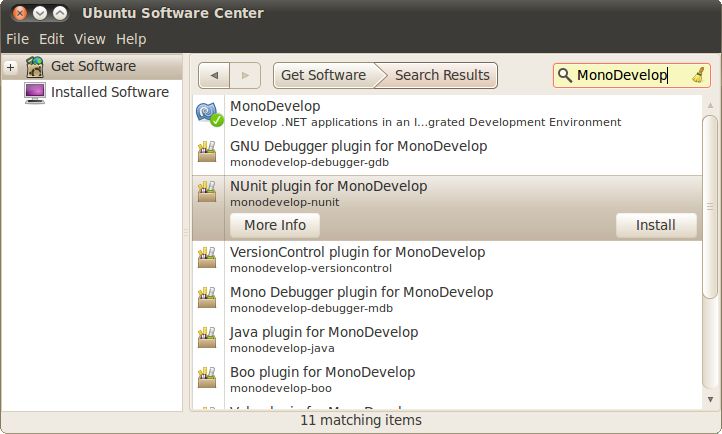 Ubuntu Software Center
File Edit View Help
Get Software
Installed Software
Get Software Search Results MonoDevelop
MonoDevelop
Develop .NET applications in an I...grated Development Environment
GNU Debugger plugin for MonoDevelop
monodevelop-debugger-gdb
NUnit plugin for MonoDevelop
monodevelop-nunit
More Info Install
VersionControl plugin for MonoDevelop
monodevelop-versioncontrol
Mono Debugger plugin for MonoDevelop
monodevelop-debugger-mdb
Java plugin for MonoDevelop
monodevelop-java
Boo plugin for MonoDevelop
monodevelop-boo
plugin for MonoDevelop
11 matching items